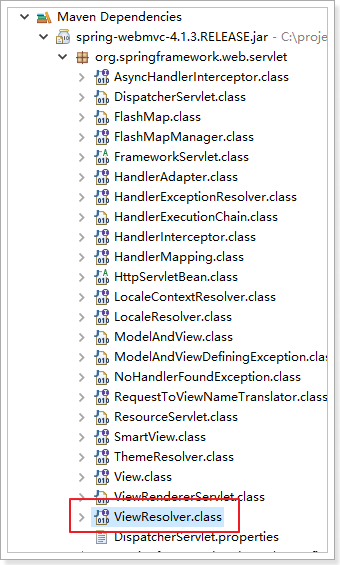 Maven Dependencies
spring-webmvc-4.1.3.RELEASE.jar - C:\proje
org.springframework.web.servlet
AsyncHandlerInterceptor.class
DispatcherServlet.class
FlashMap.class
FlashMapManager.class
FrameworkServlet.class
HandlerAdapter.class
HandlerExceptionResolver.class
HandlerExecutionChain.class
HandlerInterceptor.class
HandlerMapping.class
HttpServletBean.class
LocaleContextResolver.class
LocaleResolver.class
ModelAndView.class
ModelAndViewDefiningException.clas
NoHandlerFoundException.class
RequestToViewNameTranslator.class
ResourceServlet.class
SmartView.class
ThemeResolver.class
View.class
ViewRendererServlet.class
ViewResolver.class
DispatcherServlet.properties